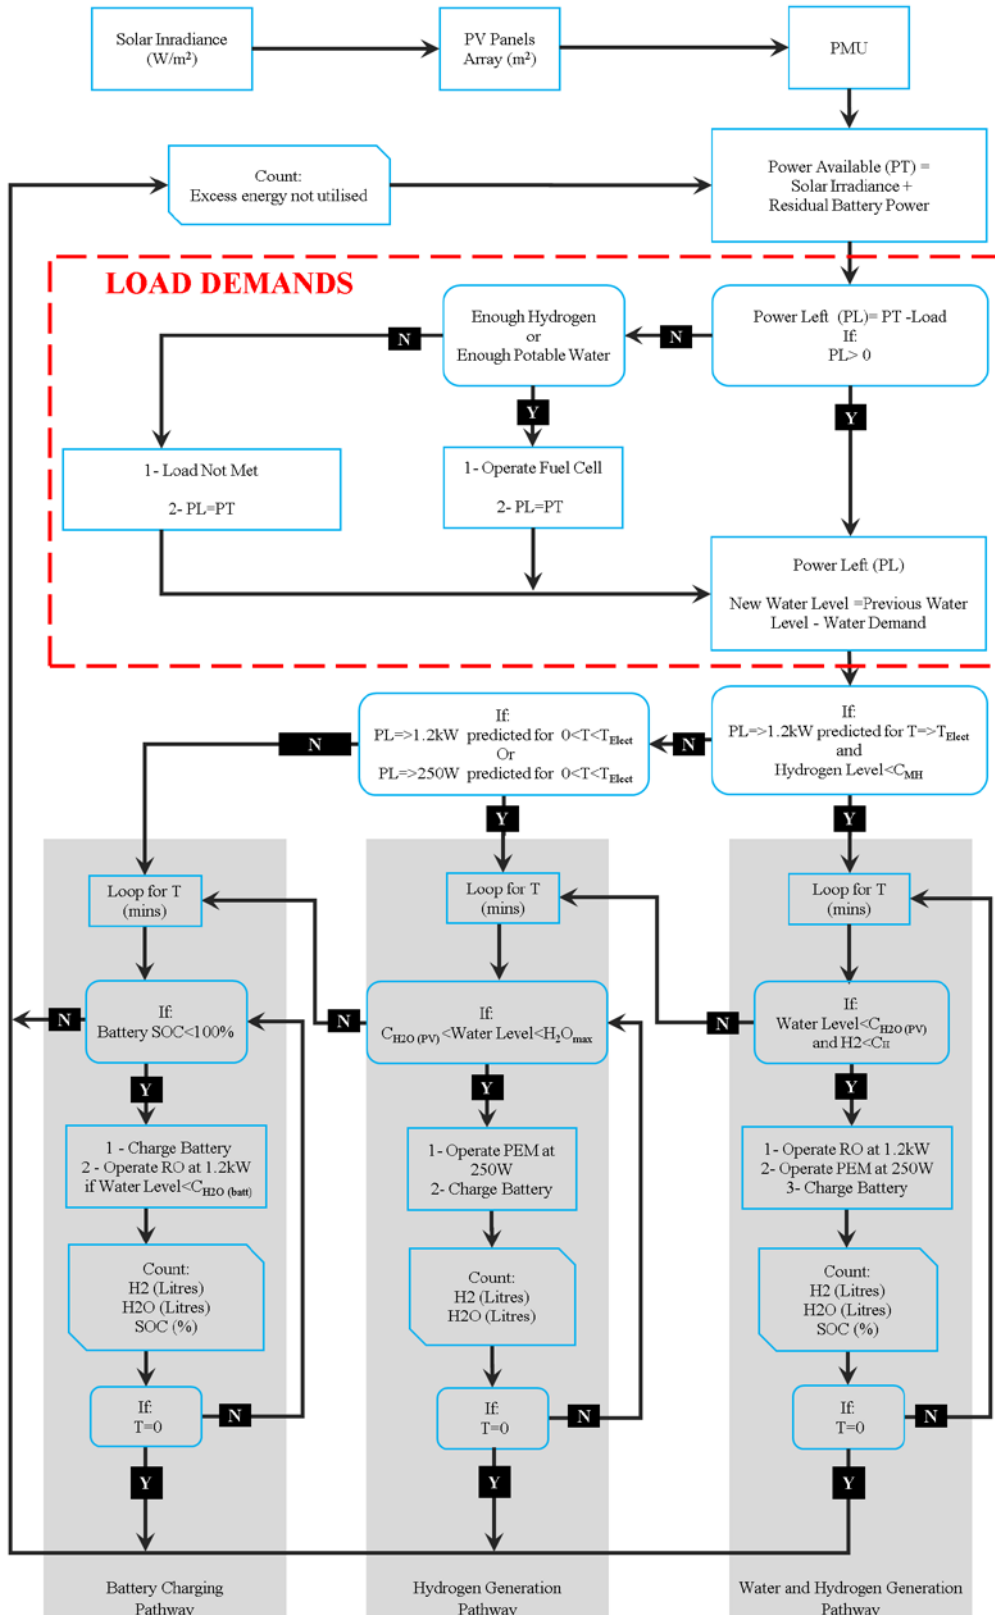 Solar Irradiance
(W/m²)
PV Panels
Array (m²)
PMU
Count:
Excess energy not utilised
Power Available (PT) =
Solar Irradiance +
Residual Battery Power
LOAD DEMANDS
Enough Hydrogen
or
Enough Potable Water
Power Left (PL)= PT -Load
If:
PL> 0
N
N
Y
Y
1- Load Not Met
2- PL=PT
1- Operate Fuel Cell
2- PL=PT
Power Left (PL)
New Water Level =Previous Water
Level - Water Demand
If:
PL=>1.2kW predicted for 0<T<T_Elect
Or
PL=>250W predicted for 0<T<T_Elect
If:
PL=>1.2kW predicted for T=>T_Elect
and
Hydrogen Level<C_MH
N
N
Y
Y
Loop for T
(mins)
Loop for T
(mins)
Loop for T
(mins)
If:
Battery SOC<100%
If:
C_H2O (PV) <Water Level<H₂O_max
If:
Water Level<C_H2O (PV)
and H2<C_H
N
N
N
Y
Y
Y
1 - Charge Battery
2 - Operate RO at 1.2kW
if Water Level<C_H2O (batt)
1- Operate PEM at
250W
2- Charge Battery
1- Operate RO at 1.2kW
2- Operate PEM at 250W
3- Charge Battery
Count:
H2 (Litres)
H2O (Litres)
SOC (%)
Count:
H2 (Litres)
H2O (Litres)
Count:
H2 (Litres)
H2O (Litres)
SOC (%)
If:
T=0
If:
T=0
If:
T=0
N
N
N
Y
Y
Y
Battery Charging
Pathway
Hydrogen Generation
Pathway
Water and Hydrogen Generation
Pathway